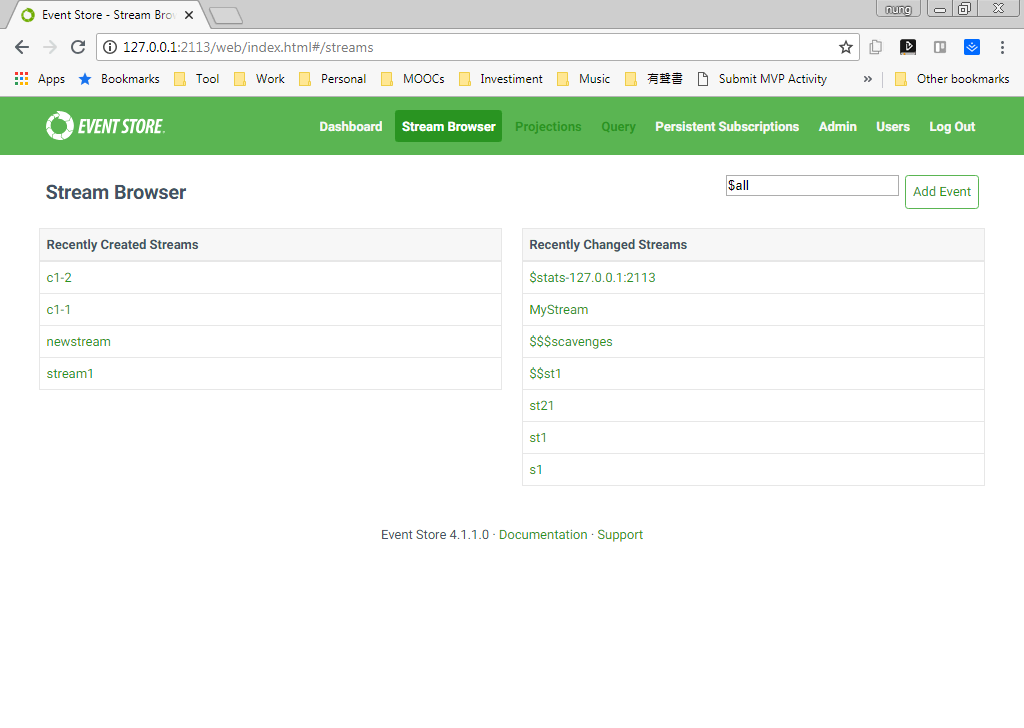 Event Store - Stream Brow
nung
127.0.0.1:2113/web/index.html#/streams
Apps Bookmarks Tool Work Personal MOOCs Investiment Music 有聲書 Submit MVP Activity » Other bookmarks
EVENT STORE Dashboard Stream Browser Projections Query Persistent Subscriptions Admin Users Log Out
Stream Browser
$all Add Event
Recently Created Streams
c1-2
c1-1
newstream
stream1
Recently Changed Streams
$stats-127.0.0.1:2113
MyStream
$$$scavenges
$$st1
st21
st1
s1
Event Store 4.1.1.0 · Documentation · Support